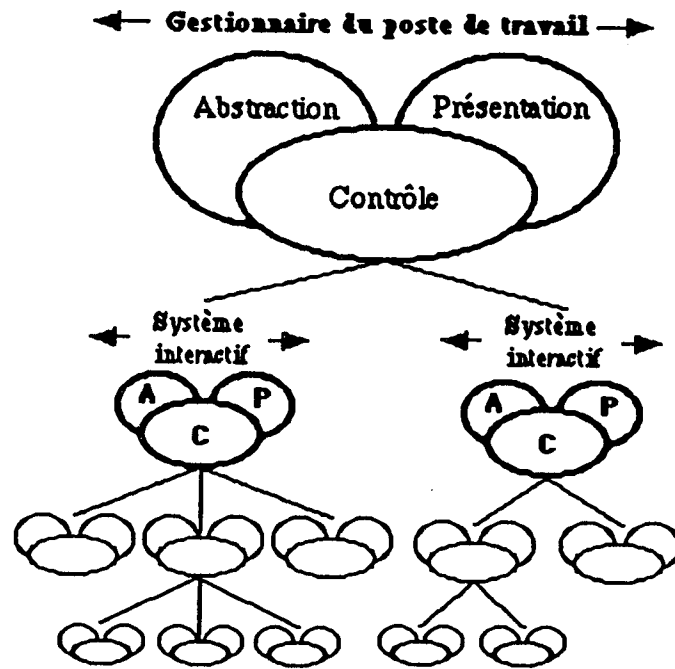 Gestionnaire du poste de travail
Abstraction
Présentation
Contrôle
Système
interactif
Système
interactif
A
P
C
A
P
C